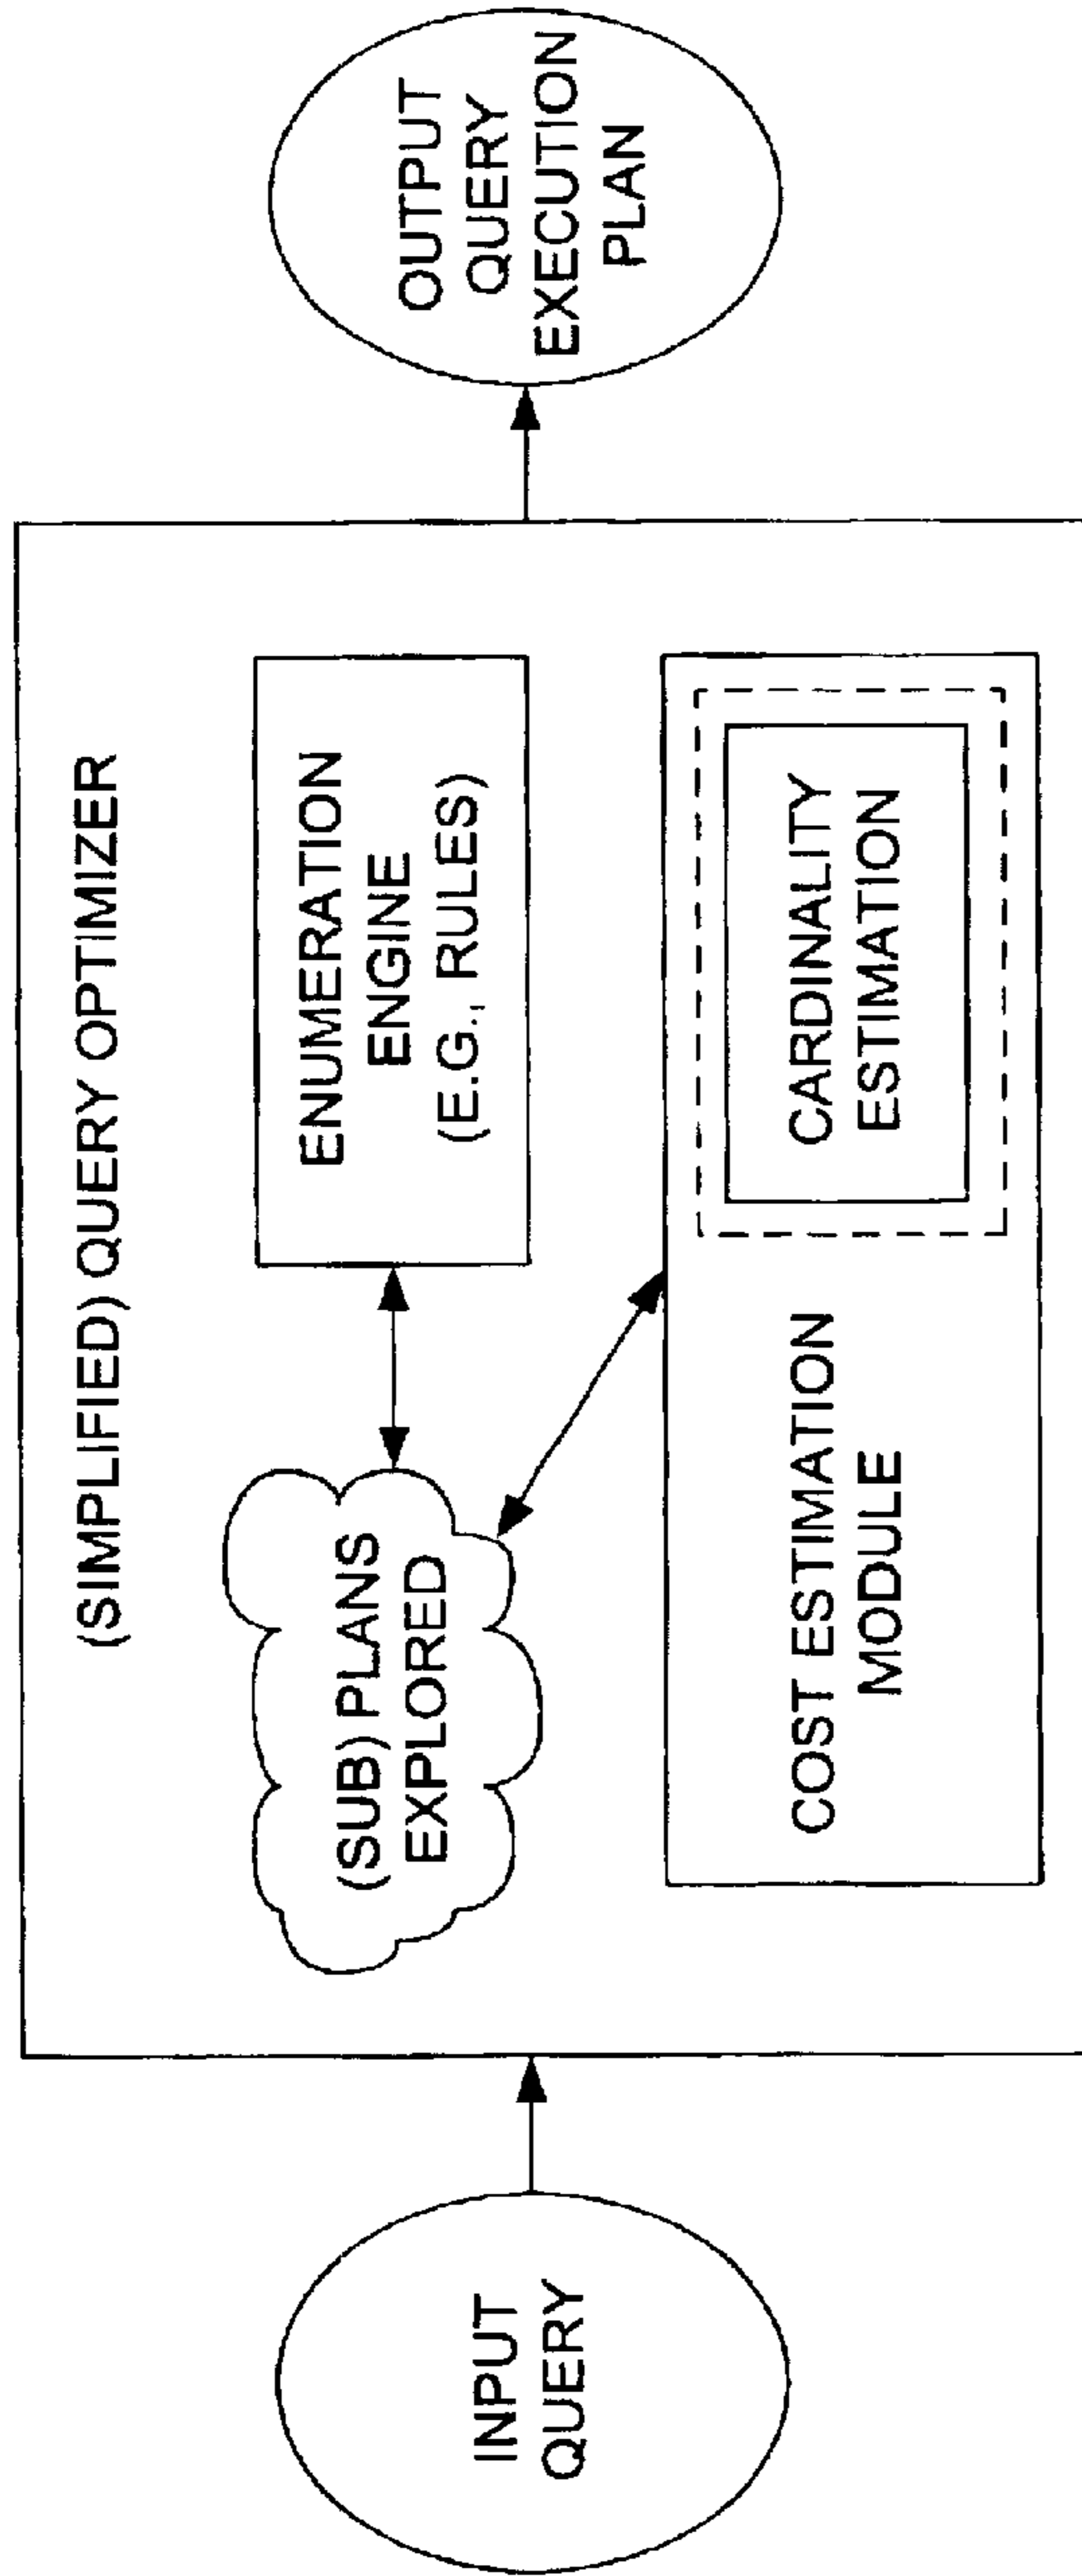 (SIMPLIFIED) QUERY OPTIMIZER
INPUT
QUERY
(SUB) PLANS
EXPLORED
ENUMERATION
ENGINE
(E.G., RULES)
COST ESTIMATION
MODULE
CARDINALITY
ESTIMATION
OUTPUT
QUERY
EXECUTION
PLAN